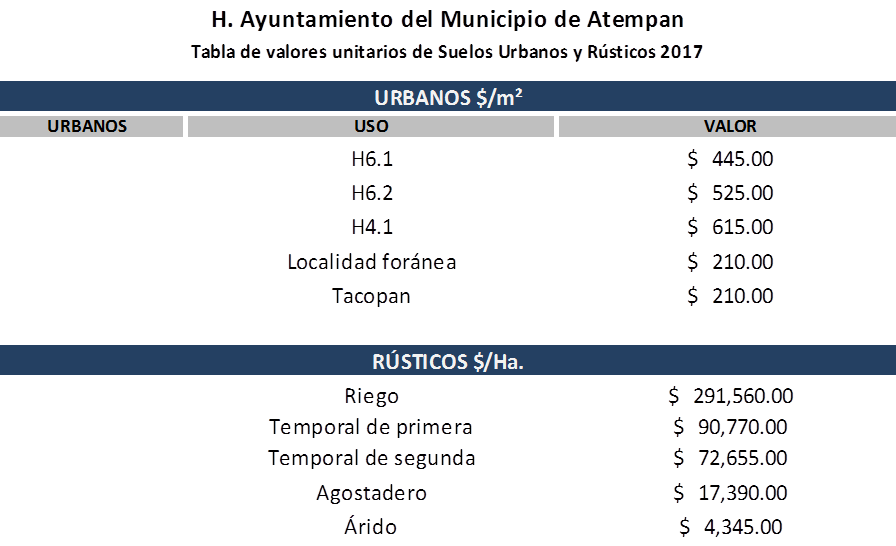 H. Ayuntamiento del Municipio de Atempan
Tabla de valores unitarios de Suelos Urbanos y Rústicos 2017
URBANOS $/m²
URBANOS USO VALOR
H6.1 $ 445.00
H6.2 $ 525.00
H4.1 $ 615.00
Localidad foránea $ 210.00
Tacopan $ 210.00
RÚSTICOS $/Ha.
Riego $ 291,560.00
Temporal de primera $ 90,770.00
Temporal de segunda $ 72,655.00
Agostadero $ 17,390.00
Árido $ 4,345.00